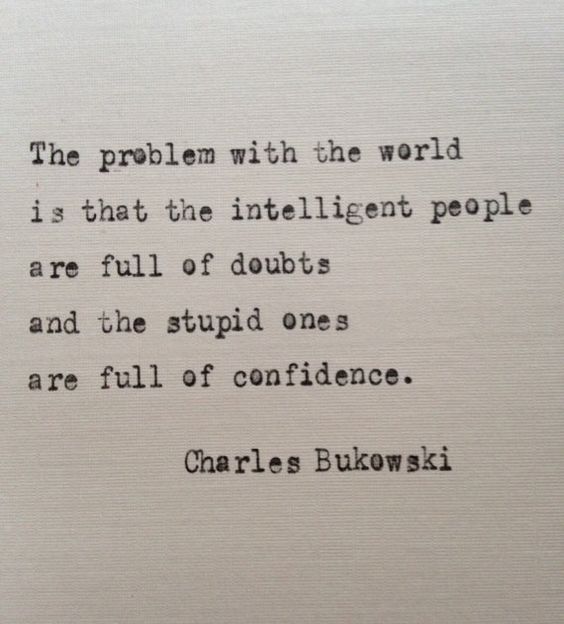 The problem with the world
is that the intelligent people
are full of doubts
and the stupid ones
are full of confidence.
Charles Bukowski